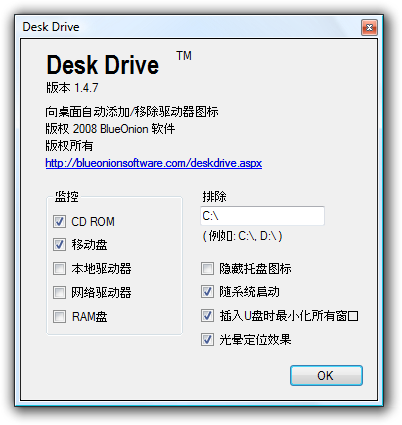 Desk Drive
Desk Drive TM
版本 1.4.7
向桌面自动添加/移除驱动器图标
版权 2008 BlueOnion 软件
版权所有
http://blueonionsoftware.com/deskdrive.aspx
监控
CD ROM
移动盘
本地驱动器
网络驱动器
RAM盘
排除
C:\
( 例如: C:\, D:\ )
隐藏托盘图标
随系统启动
插入U盘时最小化所有窗口
光晕定位效果
OK